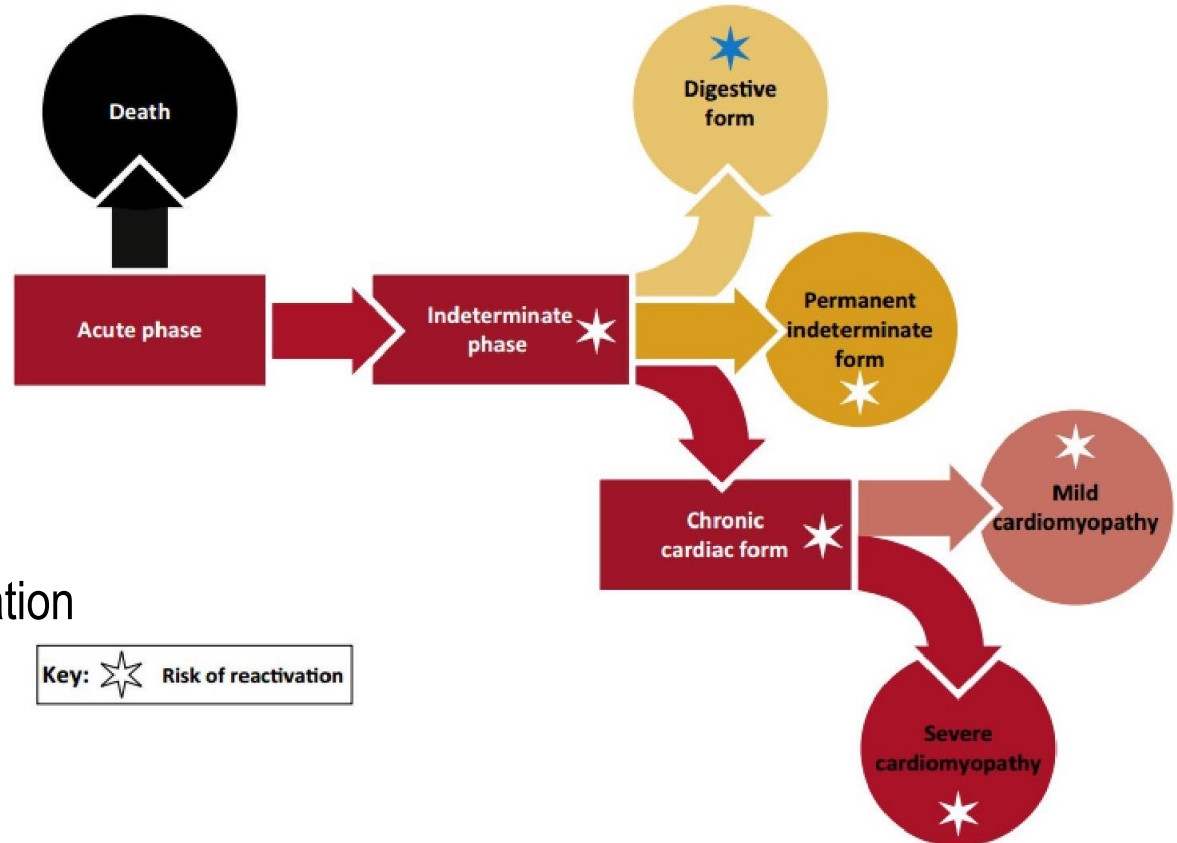 Death
Digestive
form
Acute phase
Indeterminate
phase
Permanent
indeterminate
form
Chronic
cardiac form
Mild
cardiomyopathy
ation
Key: Risk of reactivation
Severe
cardiomyopathy